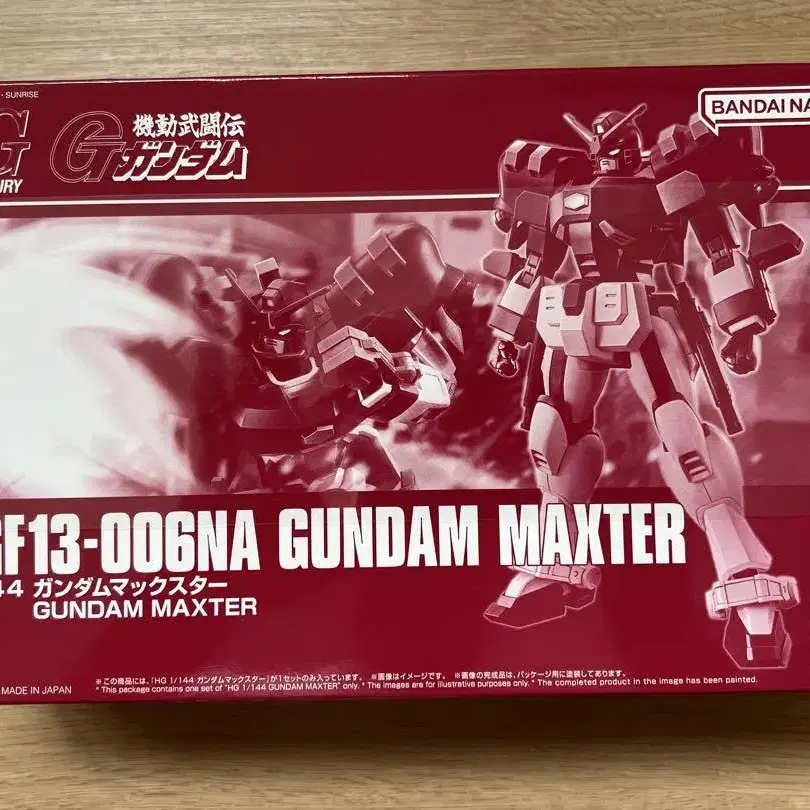 · SUNRISE
G
URY
機動武闘伝
Gガンダム
BANDAI NA
GF13-006NA GUNDAM MAXTER
44 ガンダムマックスター
GUNDAM MAXTER
※この商品には、「HG 1/144 ガンダムマックスター」が1セットのみ入っています。 ※画像はイメージです。 ※画像の完成品は、パッケージ用に塗装してあります。
* This package contains one set of "HG 1/144 GUNDAM MAXTER" only. * The images are for illustrative purposes only. * The completed product in the image has been painted.
MADE IN JAPAN